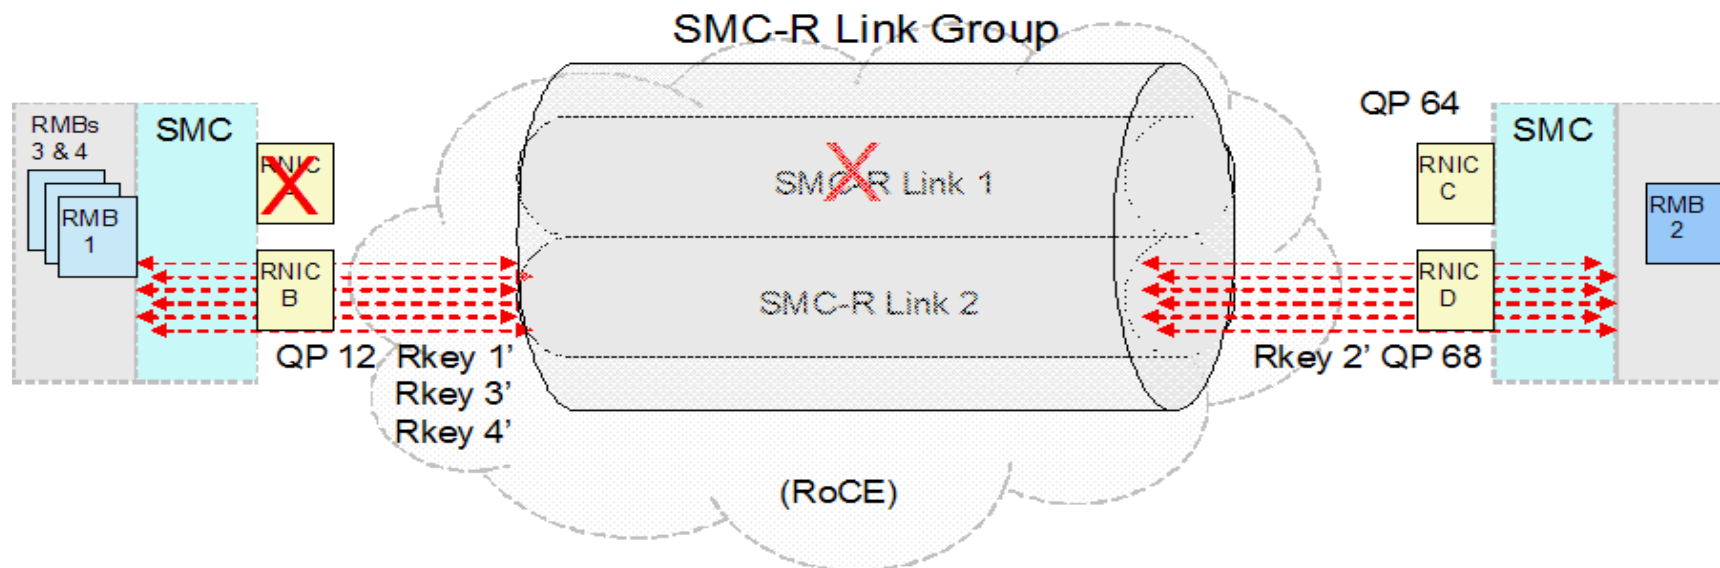 SMC-R Link Group
RMBs
3 & 4
SMC
RNIC
RMB
1
RNIC
B
QP 12 Rkey 1’
Rkey 3’
Rkey 4’
SMC-R Link 1
SMC-R Link 2
(RoCE)
QP 64
SMC
RNIC
C
RMB
2
RNIC
D
Rkey 2’ QP 68